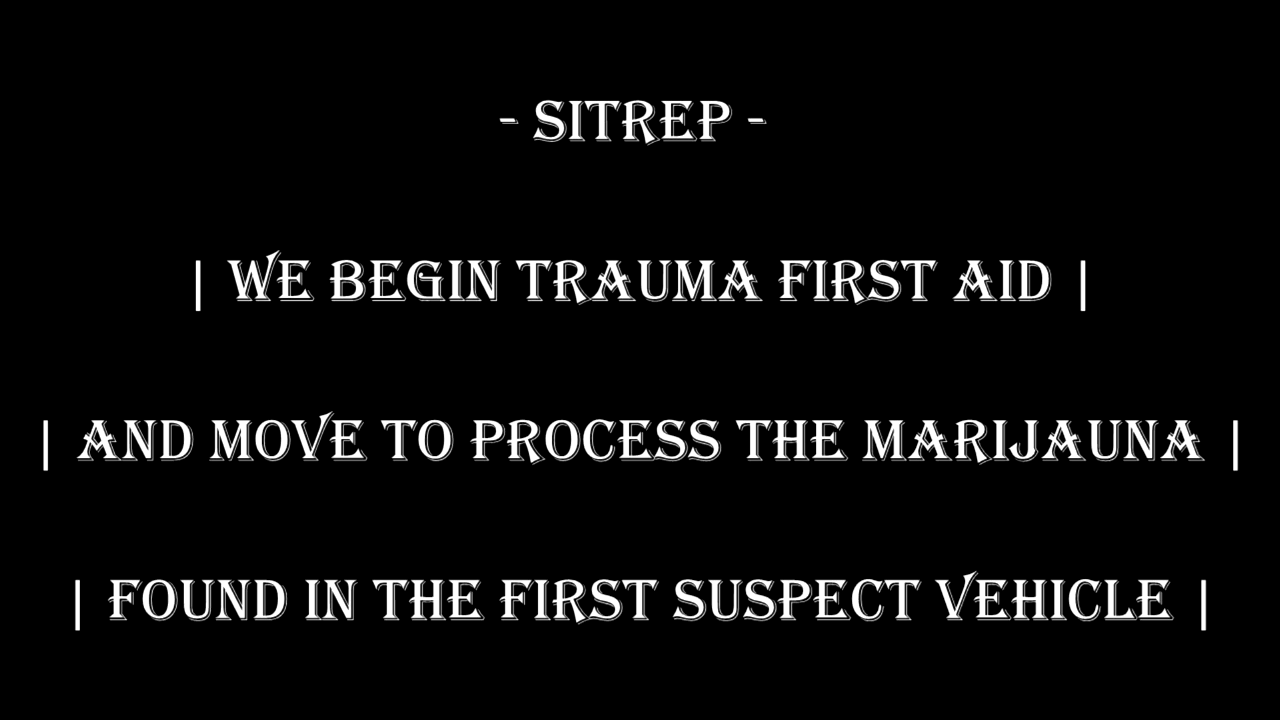 - SITREP -
| WE BEGIN TRAUMA FIRST AID |
| AND MOVE TO PROCESS THE MARIJAUNA |
| FOUND IN THE FIRST SUSPECT VEHICLE |